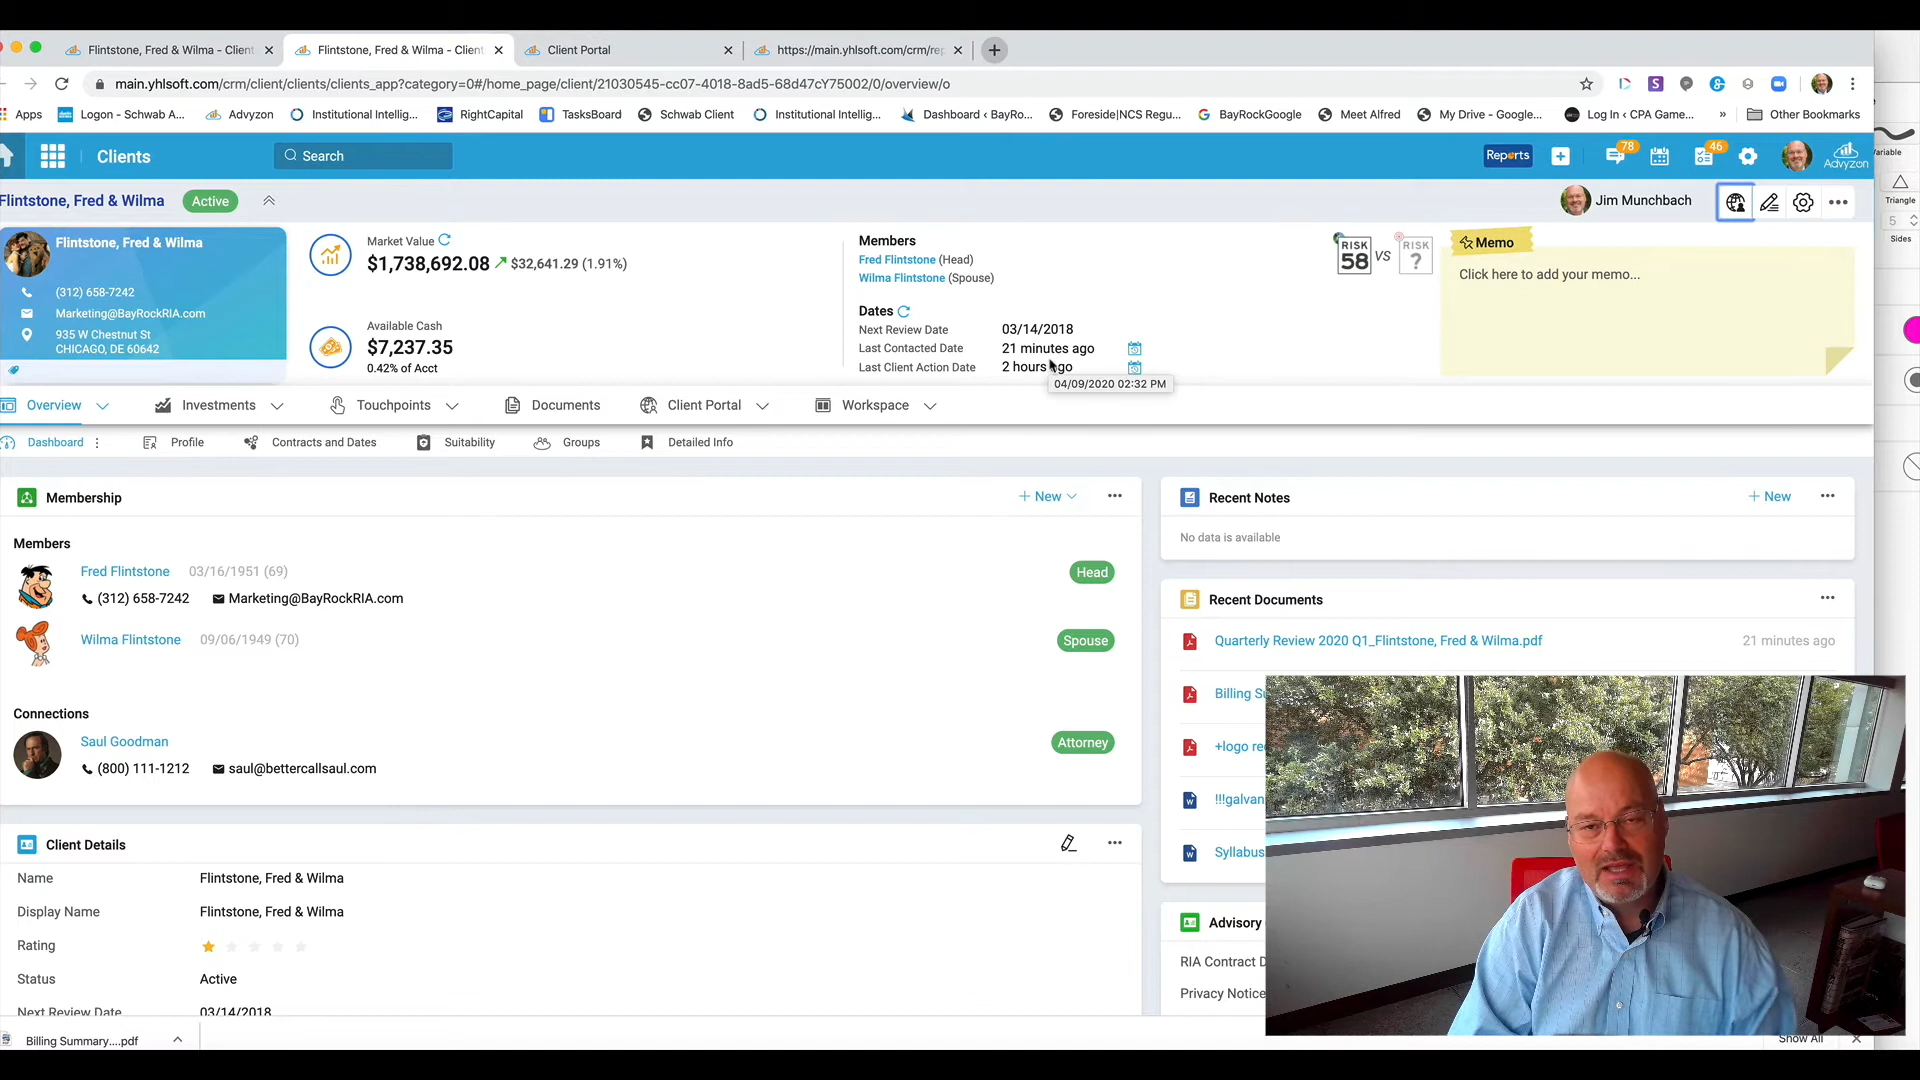 Flintstone, Fred & Wilma - Client
Flintstone, Fred & Wilma - Client
Client Portal
https://main.yhlsoft.com/crm/rep
main.yhlsoft.com/crm/client/clients/clients_app?category=0#/home_page/client/21030545-cc07-4018-8ad5-68d47cY75002/0/overview/o
Apps
Logon - Schwab A...
Advyzon
Institutional Intellig...
RightCapital
TasksBoard
Schwab Client
Institutional Intellig...
Dashboard ‹ BayRo...
Foreside|NCS Regu...
BayRockGoogle
Meet Alfred
My Drive - Google...
Log In ‹ CPA Game...
»
Other Bookmarks
Clients
Search
Reports
78
46
Advyzon
Flintstone, Fred & Wilma
Active
Jim Munchbach
Flintstone, Fred & Wilma
(312) 658-7242
Marketing@BayRockRIA.com
935 W Chestnut St
CHICAGO, DE 60642
Market Value
$1,738,692.08
$32,641.29 (1.91%)
Available Cash
$7,237.35
0.42% of Acct
Members
Fred Flintstone (Head)
Wilma Flintstone (Spouse)
Dates
Next Review Date 03/14/2018
Last Contacted Date 21 minutes ago
Last Client Action Date 2 hours ago
04/09/2020 02:32 PM
RISK
58
VS
RISK
?
Memo
Click here to add your memo...
Overview
Investments
Touchpoints
Documents
Client Portal
Workspace
Dashboard
Profile
Contracts and Dates
Suitability
Groups
Detailed Info
Membership
+ New
Members
Fred Flintstone 03/16/1951 (69)
Head
(312) 658-7242 Marketing@BayRockRIA.com
Wilma Flintstone 09/06/1949 (70)
Spouse
Connections
Saul Goodman
Attorney
(800) 111-1212 saul@bettercallsaul.com
Client Details
Name Flintstone, Fred & Wilma
Display Name Flintstone, Fred & Wilma
Rating
Status Active
Next Review Date 03/14/2018
Recent Notes
+ New
No data is available
Recent Documents
Quarterly Review 2020 Q1_Flintstone, Fred & Wilma.pdf 21 minutes ago
Billing Su
+logo re
!!!galvan
Syllabus
Advisory
RIA Contract D
Privacy Notice
Billing Summary....pdf
Show All
ariable
Triangle
5
Sides